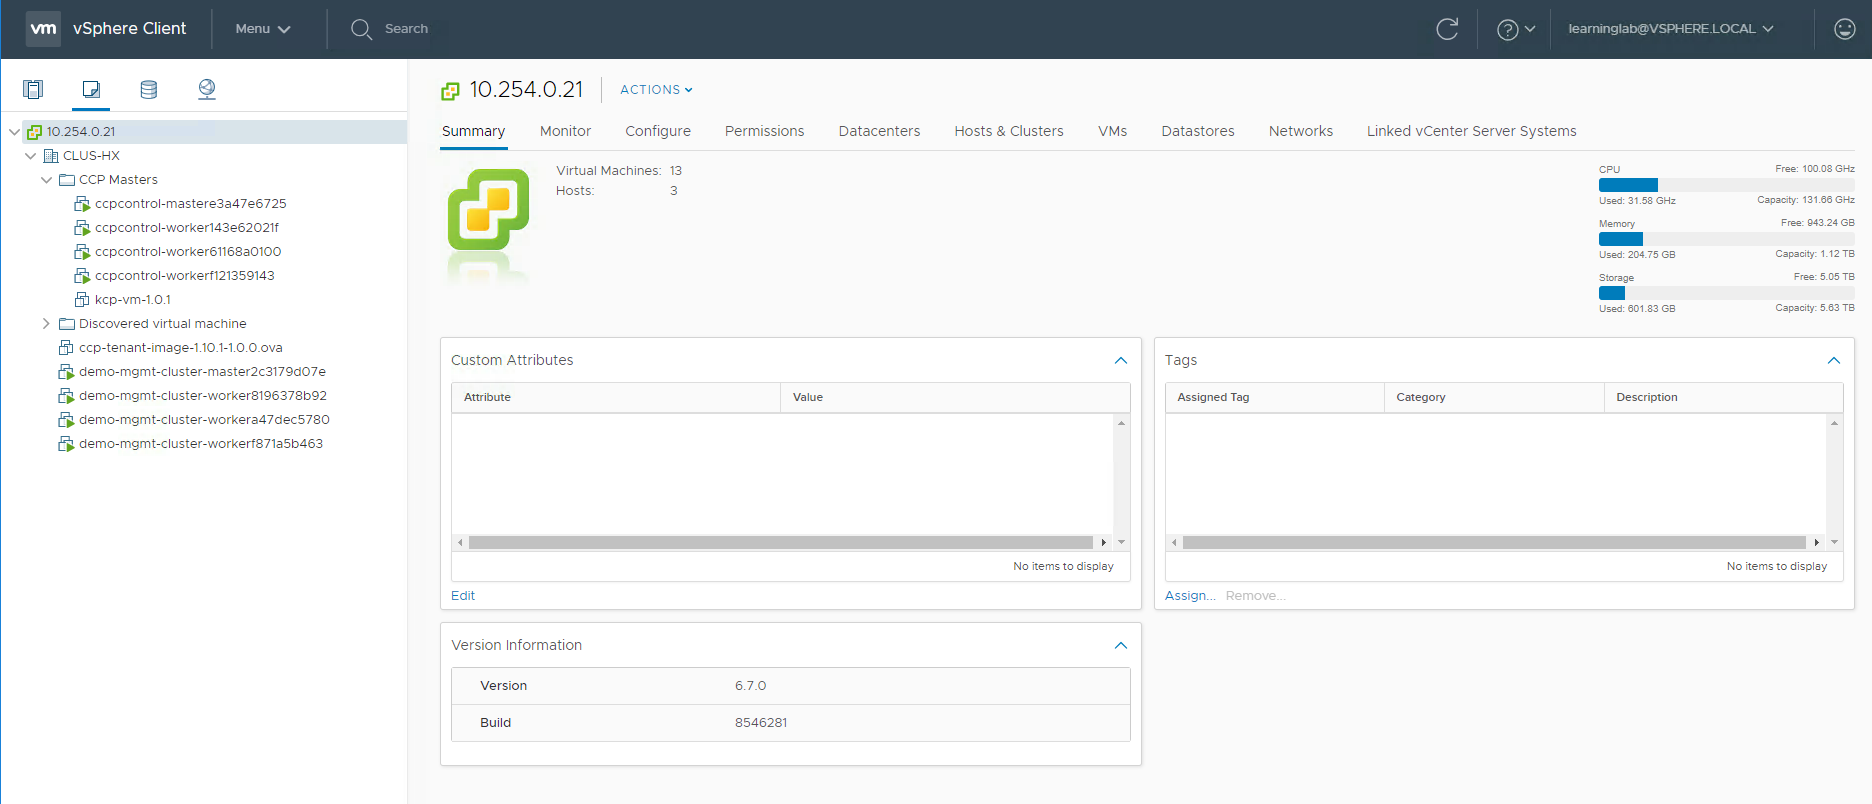 vm vSphere Client Menu Search learninglab@VSPHERE.LOCAL
10.254.0.21
CLUS-HX
CCP Masters
ccpcontrol-mastere3a47e6725
ccpcontrol-worker143e62021f
ccpcontrol-worker61168a0100
ccpcontrol-workerf121359143
kcp-vm-1.0.1
Discovered virtual machine
ccp-tenant-image-1.10.1-1.0.0.ova
demo-mgmt-cluster-master2c3179d07e
demo-mgmt-cluster-worker8196378b92
demo-mgmt-cluster-workera47dec5780
demo-mgmt-cluster-workerf871a5b463
10.254.0.21 ACTIONS
Summary Monitor Configure Permissions Datacenters Hosts & Clusters VMs Datastores Networks Linked vCenter Server Systems
Virtual Machines: 13
Hosts: 3
CPU Free: 100.08 GHz
Used: 31.58 GHz Capacity: 131.66 GHz
Memory Free: 943.24 GB
Used: 204.75 GB Capacity: 1.12 TB
Storage Free: 5.05 TB
Used: 601.83 GB Capacity: 5.63 TB
Custom Attributes
Attribute Value
No items to display
Edit
Tags
Assigned Tag Category Description
No items to display
Assign... Remove...
Version Information
Version 6.7.0
Build 8546281